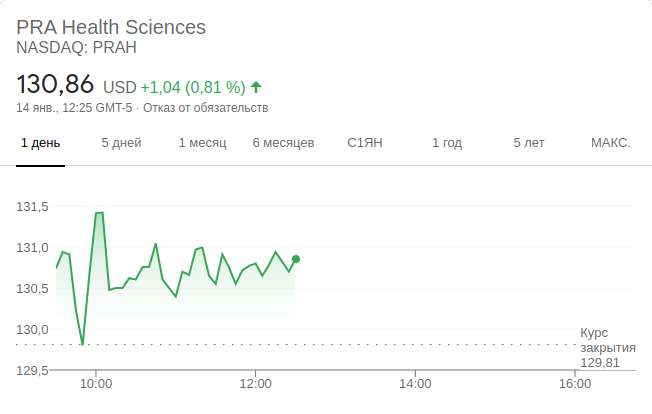 PRA Health Sciences
NASDAQ: PRAH
130,86 USD +1,04 (0,81 %)
14 янв., 12:25 GMT-5 · Отказ от обязательств
1 день 5 дней 1 месяц 6 месяцев С1ЯН 1 год 5 лет МАКС.
131,5
131,0
130,5
130,0
Курс
закрытия
129,81
129,5
10:00 12:00 14:00 16:00